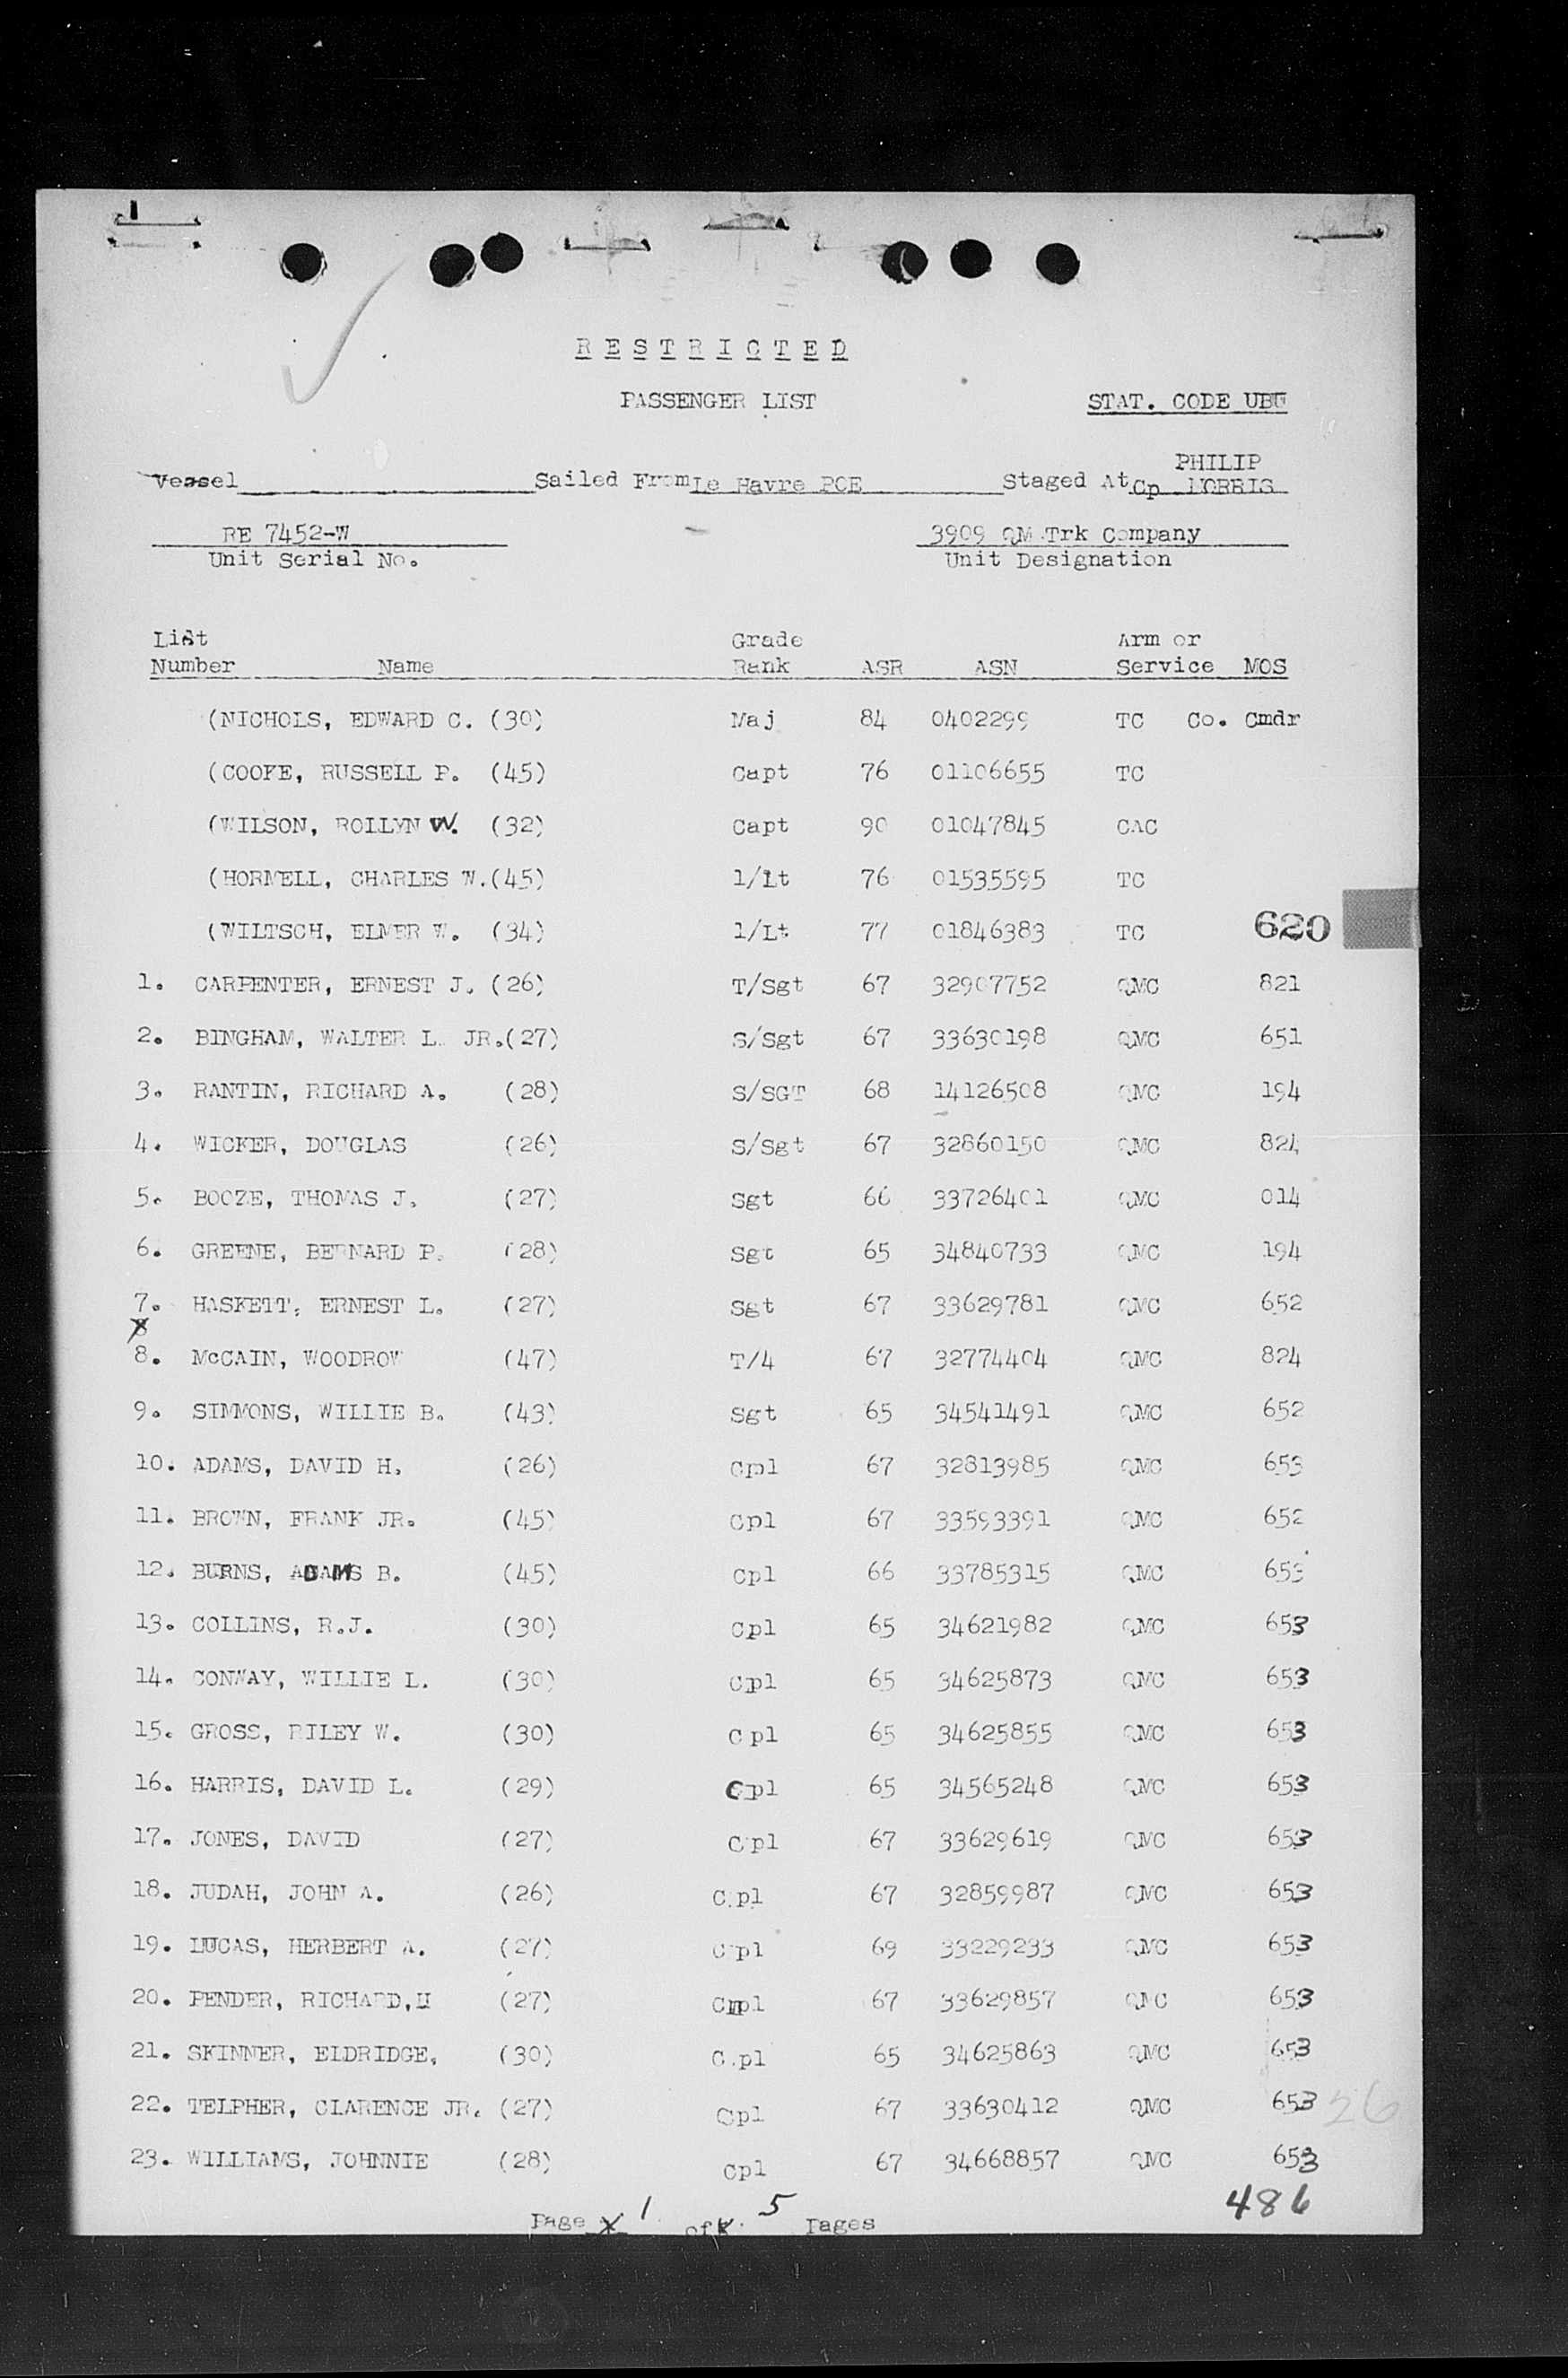 RESTRICTED
PASSENGER LIST STAT. CODE UBU
PHILIP
Vessel Sailed From Le Havre POE Staged At Cp MORRIS
RE 7452-W 3909 QM Trk Company
Unit Serial No. Unit Designation
List Grade Arm or
Number Name Rank ASR ASN Service MOS
(NICHOLS, EDWARD C. (30) Maj 84 0402299 TC Co. Cmdr
(COOKE, RUSSELL P. (45) Capt 76 01106655 TC
(WILSON, ROLLYN W. (32) Capt 90 01047845 CAC
(HORMELL, CHARLES W. (45) 1/Lt 76 01535595 TC
(WILTSCH, ELMER W. (34) 1/Lt 77 01846383 TC 620
1. CARPENTER, ERNEST J. (26) T/Sgt 67 32907752 QMC 821
2. BINGHAM, WALTER L. JR. (27) S/Sgt 67 33630198 QMC 651
3. RANTIN, RICHARD A. (28) S/SGT 68 14126508 QMC 194
4. WICKER, DOUGLAS (26) S/Sgt 67 32860150 QMC 824
5. BOOZE, THOMAS J. (27) Sgt 66 33726401 QMC 014
6. GREENE, BERNARD P. (28) Sgt 65 34840733 QMC 194
7. HASKETT, ERNEST L. (27) Sgt 67 33629781 QMC 652
8. McCAIN, WOODROW (47) T/4 67 32774404 QMC 824
9. SIMMONS, WILLIE B. (43) Sgt 65 34541491 QMC 652
10. ADAMS, DAVID H. (26) Cpl 67 32813985 QMC 653
11. BROWN, FRANK JR. (45) Cpl 67 33593391 QMC 652
12. BURNS, ADAMS B. (45) Cpl 66 33785315 QMC 653
13. COLLINS, R.J. (30) Cpl 65 34621982 QMC 653
14. CONWAY, WILLIE L. (30) Cpl 65 34625873 QMC 653
15. GROSS, RILEY W. (30) Cpl 65 34625855 QMC 653
16. HARRIS, DAVID L. (29) Cpl 65 34565248 QMC 653
17. JONES, DAVID (27) Cpl 67 33629619 QMC 653
18. JUDAH, JOHN A. (26) C.pl 67 32859987 QMC 653
19. LUCAS, HERBERT A. (27) Cpl 69 33229233 QMC 653
20. PENDER, RICHARD, H (27) Cpl 67 33629857 QMC 653
21. SKINNER, ELDRIDGE, (30) C.pl 65 34625863 QMC 653
22. TELPHER, CLARENCE JR. (27) Cpl 67 33630412 QMC 653 26
23. WILLIAMS, JOHNNIE (28) Cpl 67 34668857 QMC 653
486
Page 1 of 5 Pages